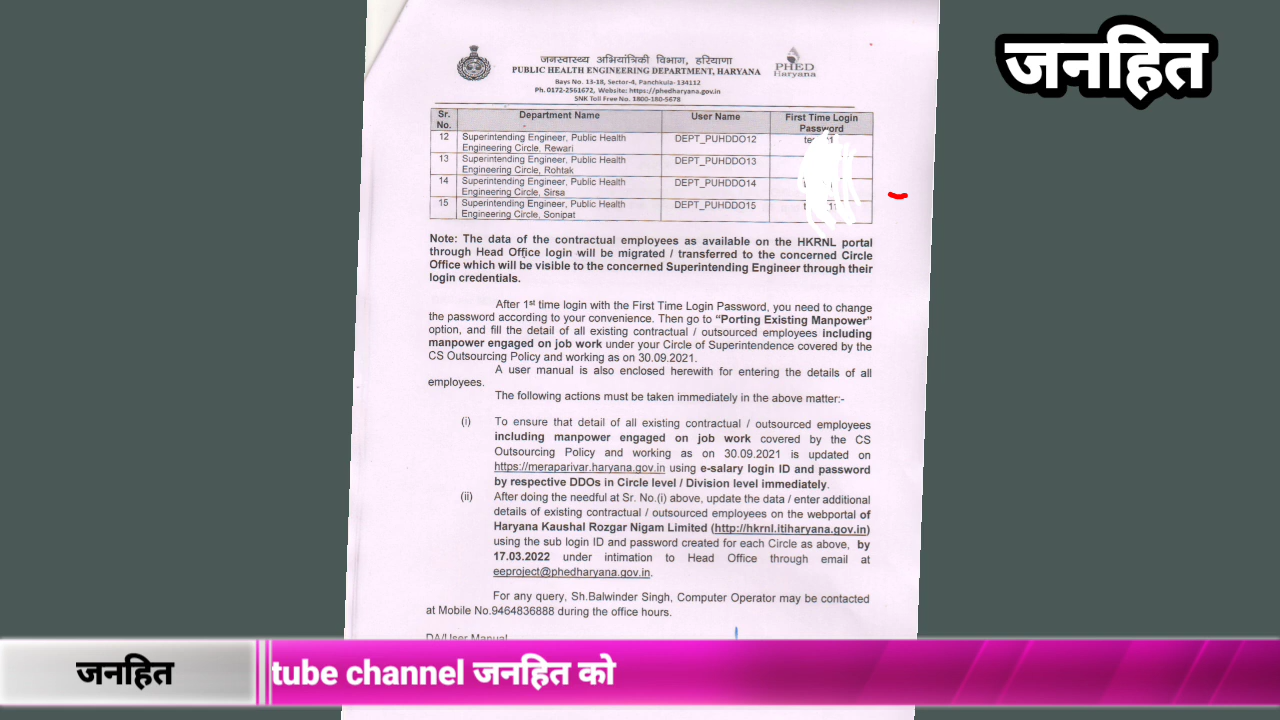 जनहित
जनस्वास्थ्य अभियांत्रिकी विभाग, हरियाणा
PUBLIC HEALTH ENGINEERING DEPARTMENT, HARYANA
PHED
Haryana
Bays No. 13-18, Sector-4, Panchkula- 134112
Ph. 0172-2561672, Website: https://phedharyana.gov.in
SNK Toll Free No. 1800-180-5678
Sr. No. Department Name User Name First Time Login Password
12 Superintending Engineer, Public Health Engineering Circle, Rewari DEPT_PUHDDO12
13 Superintending Engineer, Public Health Engineering Circle, Rohtak DEPT_PUHDDO13
14 Superintending Engineer, Public Health Engineering Circle, Sirsa DEPT_PUHDDO14
15 Superintending Engineer, Public Health Engineering Circle, Sonipat DEPT_PUHDDO15
Note: The data of the contractual employees as available on the HKRNL portal
through Head Office login will be migrated / transferred to the concerned Circle
Office which will be visible to the concerned Superintending Engineer through their
login credentials.
After 1st time login with the First Time Login Password, you need to change
the password according to your convenience. Then go to “Porting Existing Manpower”
option, and fill the detail of all existing contractual / outsourced employees including
manpower engaged on job work under your Circle of Superintendence covered by the
CS Outsourcing Policy and working as on 30.09.2021.
A user manual is also enclosed herewith for entering the details of all
employees.
The following actions must be taken immediately in the above matter:-
(i) To ensure that detail of all existing contractual / outsourced employees
including manpower engaged on job work covered by the CS
Outsourcing Policy and working as on 30.09.2021 is updated on
https://meraparivar.haryana.gov.in using e-salary login ID and password
by respective DDOs in Circle level / Division level immediately.
(ii) After doing the needful at Sr. No.(i) above, update the data / enter additional
details of existing contractual / outsourced employees on the webportal of
Haryana Kaushal Rozgar Nigam Limited (http://hkrnl.itiharyana.gov.in)
using the sub login ID and password created for each Circle as above, by
17.03.2022 under intimation to Head Office through email at
eeproject@phedharyana.gov.in.
For any query, Sh.Balwinder Singh, Computer Operator may be contacted
at Mobile No.9464836888 during the office hours.
DA/User Manual
जनहित
tube channel जनहित को